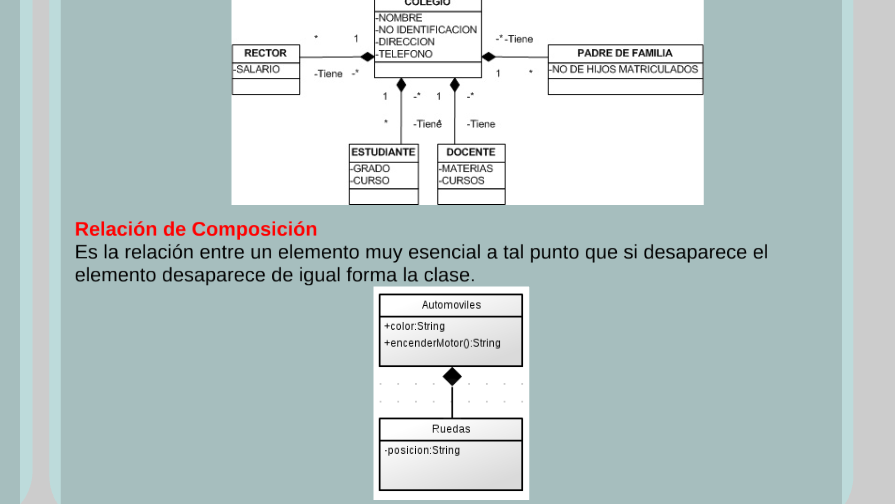 COLEGIO
-NOMBRE
-NO IDENTIFICACION
-DIRECCION
-TELEFONO
* 1
-* -Tiene
RECTOR
-SALARIO
-Tiene -*
1 *
PADRE DE FAMILIA
-NO DE HIJOS MATRICULADOS
1 -* 1 -*
* -Tiene * -Tiene
ESTUDIANTE
-GRADO
-CURSO
DOCENTE
-MATERIAS
-CURSOS
Relación de Composición
Es la relación entre un elemento muy esencial a tal punto que si desaparece el
elemento desaparece de igual forma la clase.
Automoviles
+color:String
+encenderMotor():String
Ruedas
-posicion:String